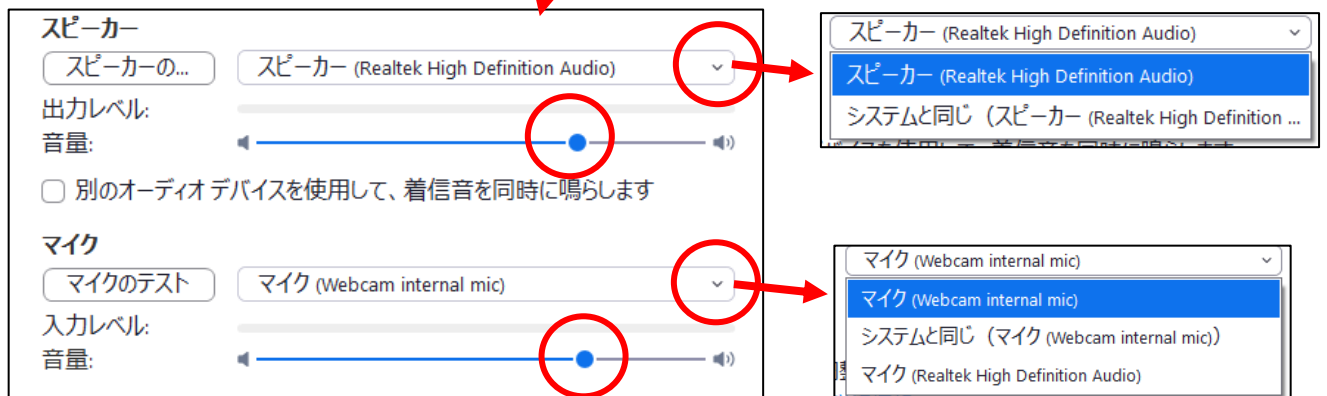 スピーカー
スピーカーの...
スピーカー (Realtek High Definition Audio)
出力レベル:
音量:
別のオーディオ デバイスを使用して、着信音を同時に鳴らします
マイク
マイクのテスト
マイク (Webcam internal mic)
入力レベル:
音量:
スピーカー (Realtek High Definition Audio)
スピーカー (Realtek High Definition Audio)
システムと同じ（スピーカー (Realtek High Definition ...
マイク (Webcam internal mic)
マイク (Webcam internal mic)
システムと同じ（マイク (Webcam internal mic)）
マイク (Realtek High Definition Audio)